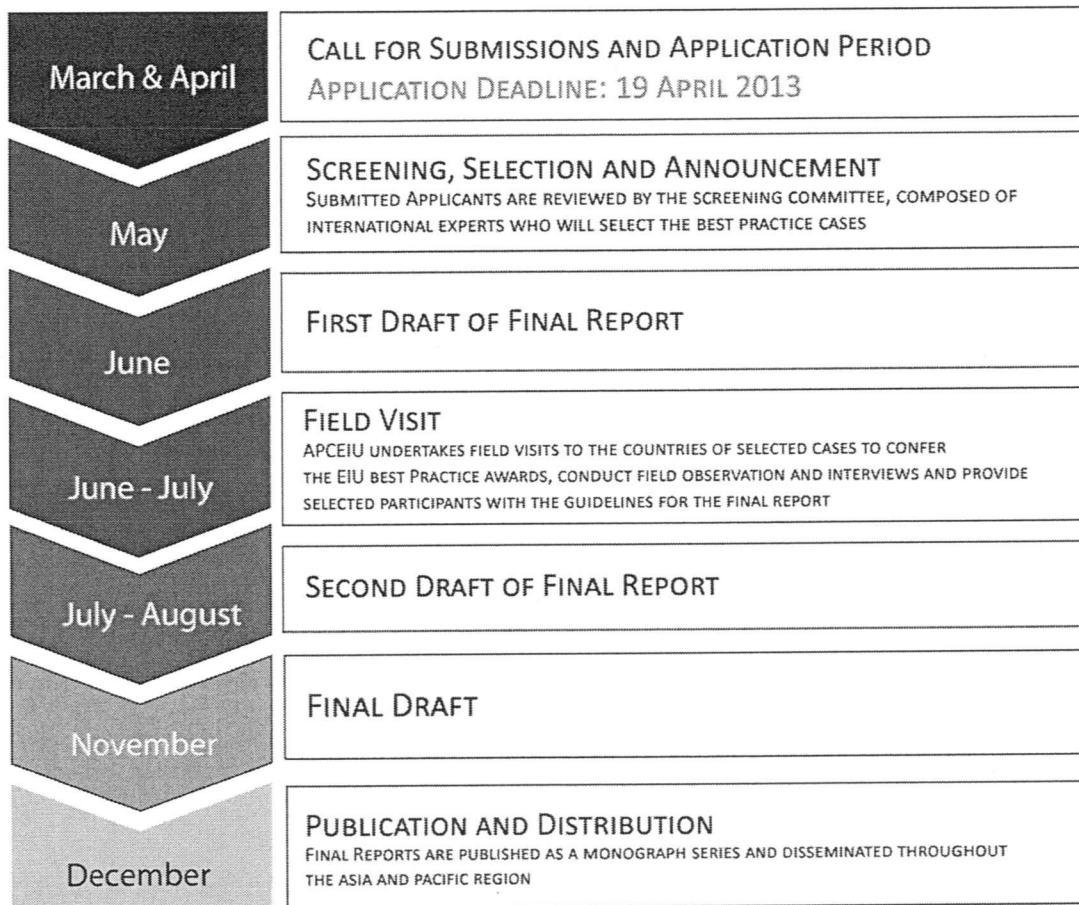 March & April
CALL FOR SUBMISSIONS AND APPLICATION PERIOD
APPLICATION DEADLINE: 19 APRIL 2013
May
SCREENING, SELECTION AND ANNOUNCEMENT
SUBMITTED APPLICANTS ARE REVIEWED BY THE SCREENING COMMITTEE, COMPOSED OF
INTERNATIONAL EXPERTS WHO WILL SELECT THE BEST PRACTICE CASES
June
FIRST DRAFT OF FINAL REPORT
June - July
FIELD VISIT
APCEIU UNDERTAKES FIELD VISITS TO THE COUNTRIES OF SELECTED CASES TO CONFER
THE EIU BEST PRACTICE AWARDS, CONDUCT FIELD OBSERVATION AND INTERVIEWS AND PROVIDE
SELECTED PARTICIPANTS WITH THE GUIDELINES FOR THE FINAL REPORT
July - August
SECOND DRAFT OF FINAL REPORT
November
FINAL DRAFT
December
PUBLICATION AND DISTRIBUTION
FINAL REPORTS ARE PUBLISHED AS A MONOGRAPH SERIES AND DISSEMINATED THROUGHOUT
THE ASIA AND PACIFIC REGION